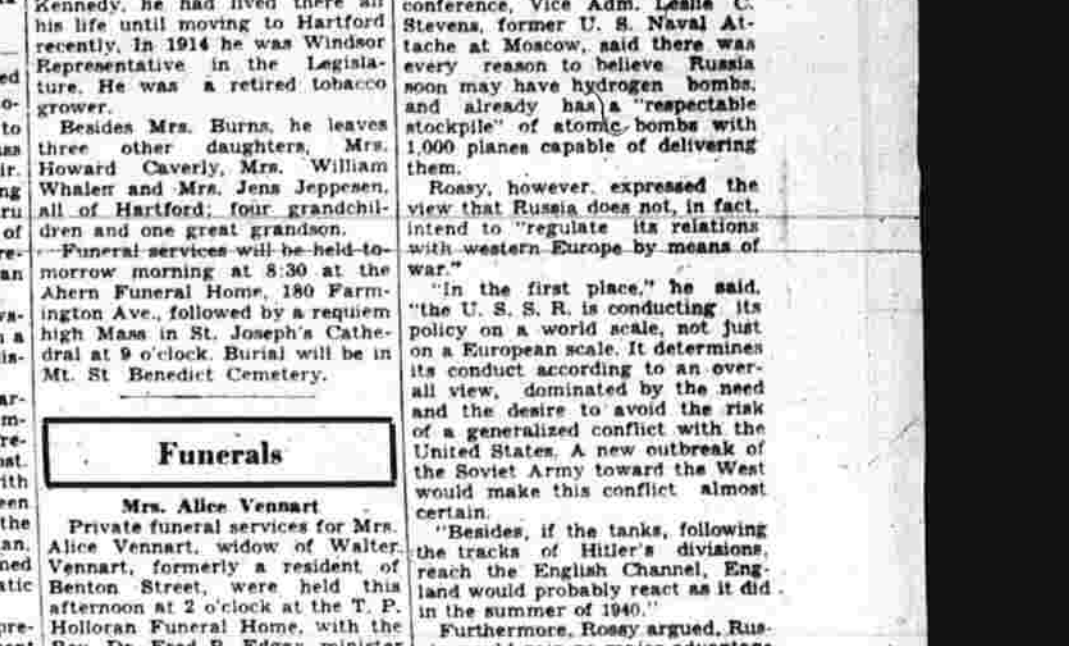 Kennedy, he had lived there all
his life until moving to Hartford
recently. In 1914 he was Windsor
Representative in the Legisla-
ture. He was a retired tobacco
grower.
Besides Mrs. Burns, he leaves
three other daughters, Mrs.
Howard Caverly, Mrs. William
Whalen and Mrs. Jens Jeppesen,
all of Hartford; four grandchil-
dren and one great grandson.
Funeral services will be held to-
morrow morning at 8:30 at the
Ahern Funeral Home, 180 Farm-
ington Ave., followed by a requiem
high Mass in St. Joseph's Cathe-
dral at 9 o'clock. Burial will be in
Mt. St Benedict Cemetery.
Funerals
Mrs. Alice Vennart
Private funeral services for Mrs.
Alice Vennart, widow of Walter
Vennart, formerly a resident of
Benton Street, were held this
afternoon at 2 o'clock at the T. P.
Holloran Funeral Home, with the
Rev. Dr. Fred R. Edgar minister
conference, Vice Adm. Leslie C.
Stevens, former U. S. Naval At-
tache at Moscow, said there was
every reason to believe Russia
soon may have hydrogen bombs,
and already has a "respectable
stockpile" of atomic bombs with
1,000 planes capable of delivering
them.
Rossy, however, expressed the
view that Russia does not, in fact,
intend to "regulate its relations
with western Europe by means of
war."
"In the first place," he said,
"the U. S. S. R. is conducting its
policy on a world scale, not just
on a European scale. It determines
its conduct according to an over-
all view, dominated by the need
and the desire to avoid the risk
of a generalized conflict with the
United States. A new outbreak of
the Soviet Army toward the West
would make this conflict almost
certain.
"Besides, if the tanks, following
the tracks of Hitler's divisions,
reach the English Channel, Eng-
land would probably react as it did
in the summer of 1940."
Furthermore, Rossy argued, Rus-